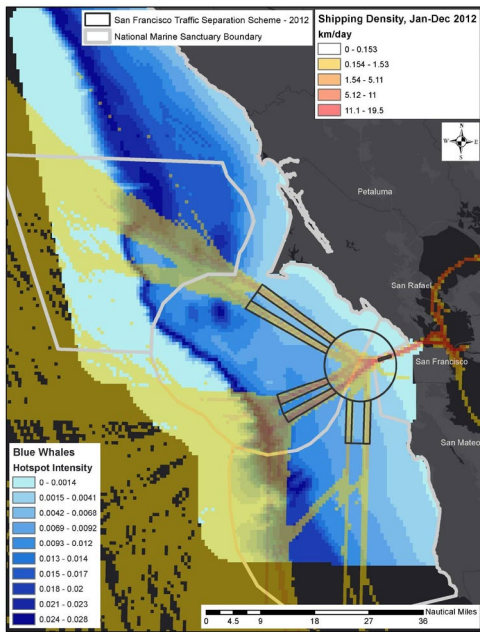 San Francisco Traffic Separation Scheme - 2012
National Marine Sanctuary Boundary
Shipping Density, Jan-Dec 2012
km/day
0 - 0.153
0.154 - 1.53
1.54 - 5.11
5.12 - 11
11.1 - 19.5
N
W
E
S
Petaluma
San Rafael
San Francisco
San Mateo
Blue Whales
Hotspot Intensity
0 - 0.0014
0.0015 - 0.0041
0.0042 - 0.0068
0.0069 - 0.0092
0.0093 - 0.012
0.013 - 0.014
0.015 - 0.017
0.018 - 0.02
0.021 - 0.023
0.024 - 0.028
Nautical Miles
0 4.5 9 18 27 36